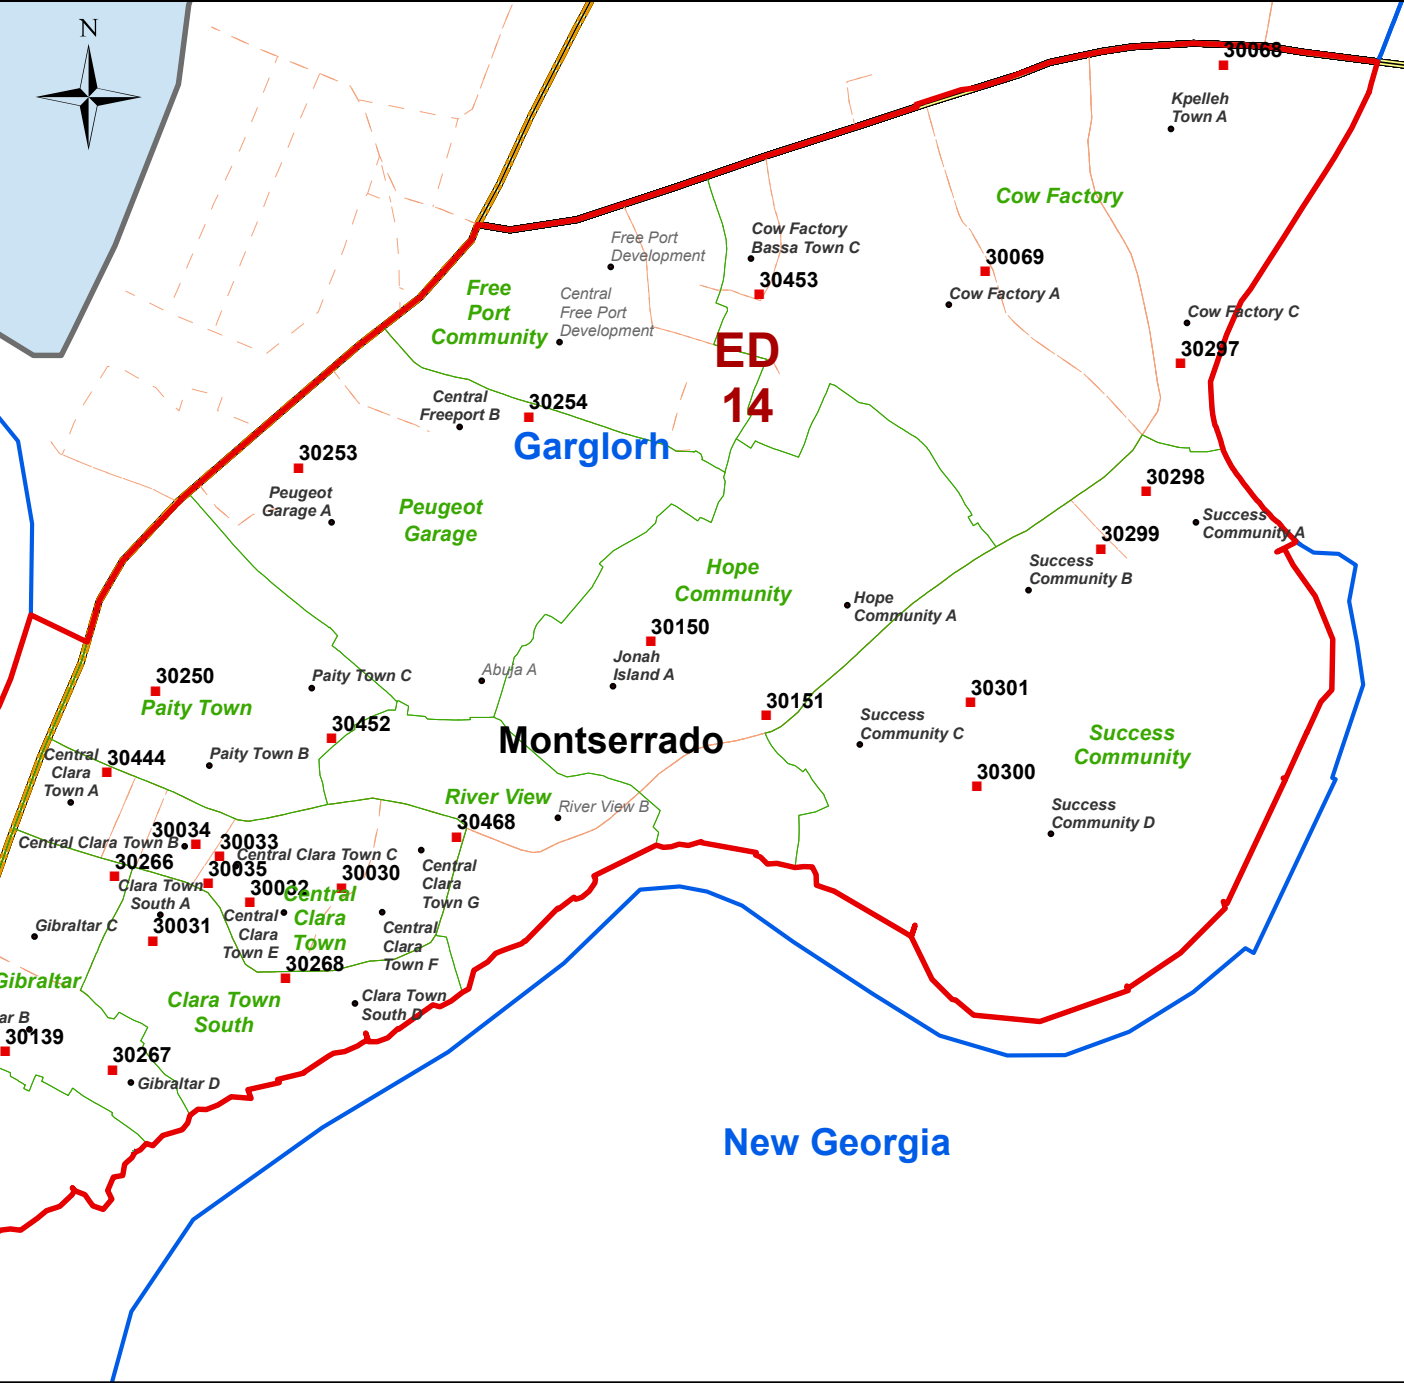 N
30068
Kpelleh
Town A
Cow Factory
Free Port
Development
Cow Factory
Bassa Town C
30453
30069
Cow Factory A
Free
Port
Community
Central
Free Port
Development
Cow Factory C
30297
ED
14
Central
Freeport B
30254
Garglorh
30253
Peugeot
Garage A
Peugeot
Garage
30298
Success
Community A
30299
Success
Community B
Hope
Community
Hope
Community A
30150
Jonah
Island A
Abuja A
30250
Paity Town
Paity Town C
30452
Paity Town B
30151
Montserrado
Success
Community C
30301
Success
Community
30300
Success
Community D
Central
Clara
Town A
30444
River View
River View B
30468
30034
Central Clara Town B
30033
Central Clara Town C
30266
30035
Clara Town
South A
30032
30030
Central
Clara
Town
Central
Clara
Town G
Central
Clara
Town E
Central
Clara
Town F
Gibraltar C
30031
30268
Gibraltar
Clara Town
South
Clara Town
South D
ar B
30139
30267
Gibraltar D
New Georgia